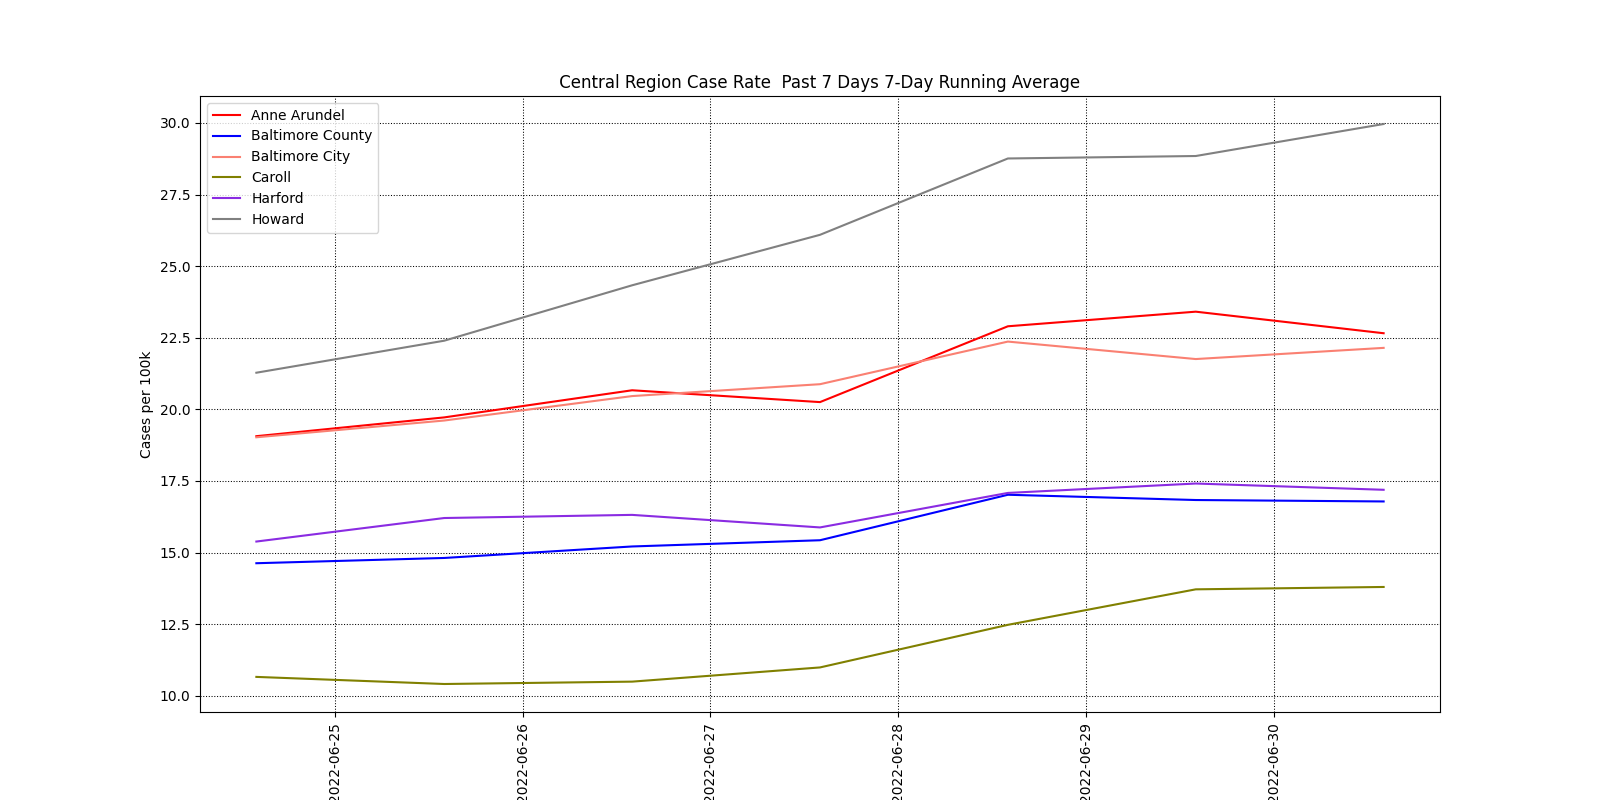 Central Region Case Rate  Past 7 Days 7-Day Running Average
Anne Arundel
Baltimore County
Baltimore City
Caroll
Harford
Howard
Cases per 100k
30.0
27.5
25.0
22.5
20.0
17.5
15.0
12.5
10.0
2022-06-25
2022-06-26
2022-06-27
2022-06-28
2022-06-29
2022-06-30